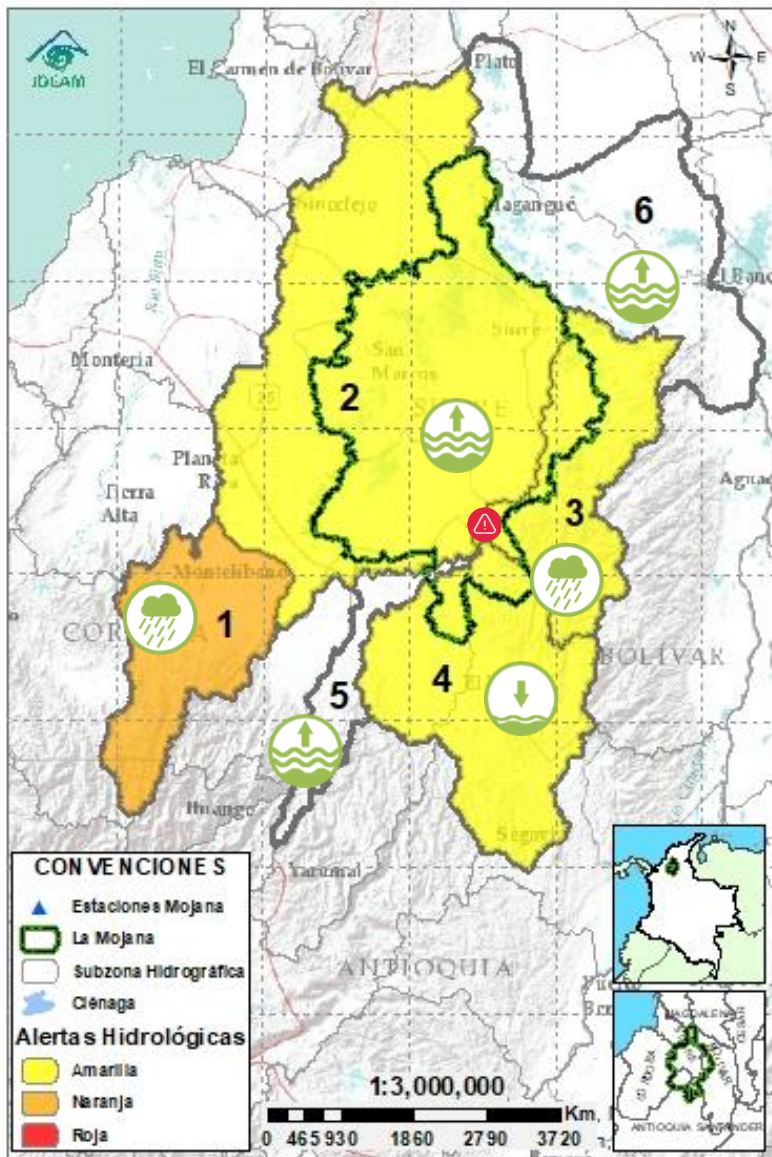 IDEAM
El Carmen de Bolívar
Plato
N
W E
S
Sincelejo
Magangué
6
El Banc
Sucre
Montería
San
Marcos
2
25
SUCRE
Planeta
Rica
Tierra
Alta
Aguac
3
Montelíbano
1
CÓRDOBA
BOLÍVAR
4
5
Ituango
Segovia
Yarumal
ANTIOQUIA
CONVENCIONES
Estaciones Mojana
La Mojana
Subzona Hidrográfica
Ciénaga
Alertas Hidrológicas
Amarilla
Naranja
Roja
1:3,000,000
Km,
0 465 930 1860 2790 3720
MAGDALENA
ANTIOQUIA SANTANDER